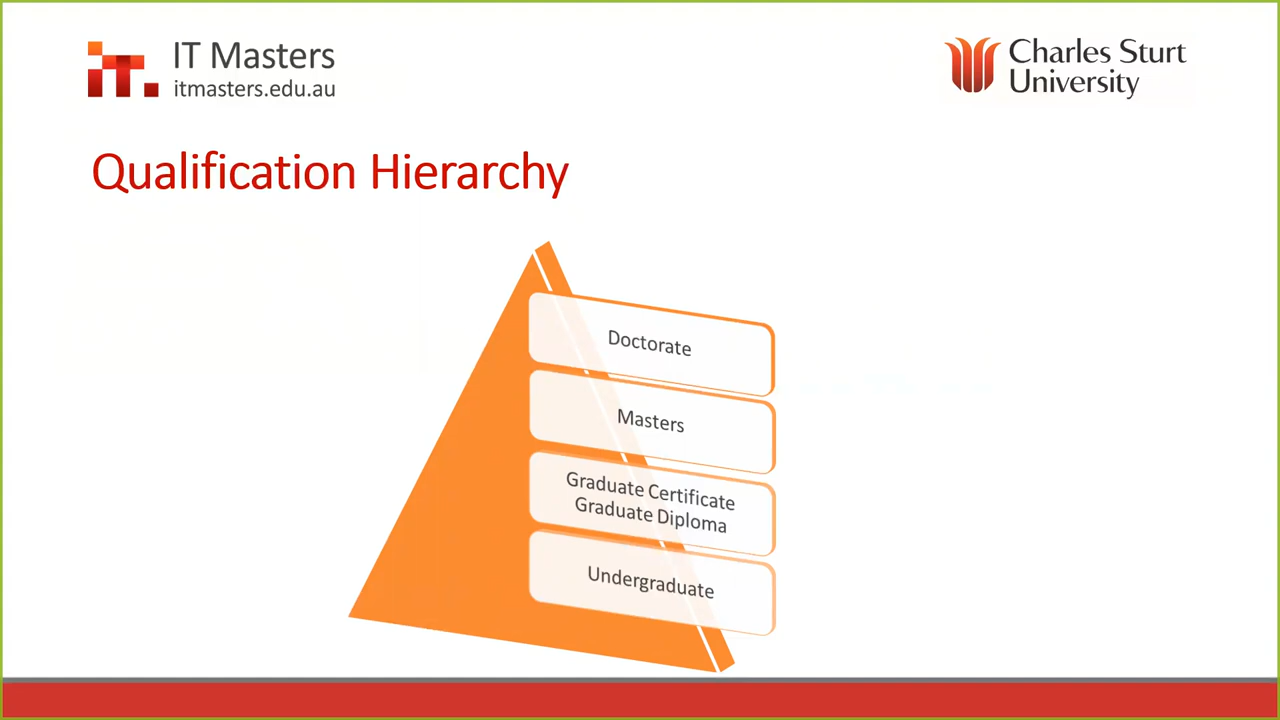 IT Masters
itmasters.edu.au
Charles Sturt
University
Qualification Hierarchy
Doctorate
Masters
Graduate Certificate
Graduate Diploma
Undergraduate